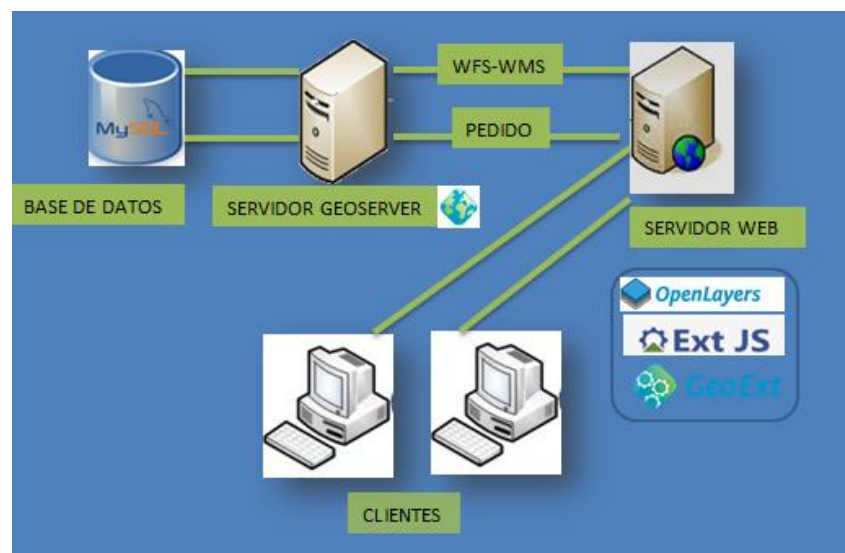 WFS-WMS
MySQL
PEDIDO
BASE DE DATOS
SERVIDOR GEOSERVER
SERVIDOR WEB
OpenLayers
Ext JS
GeoExt
CLIENTES